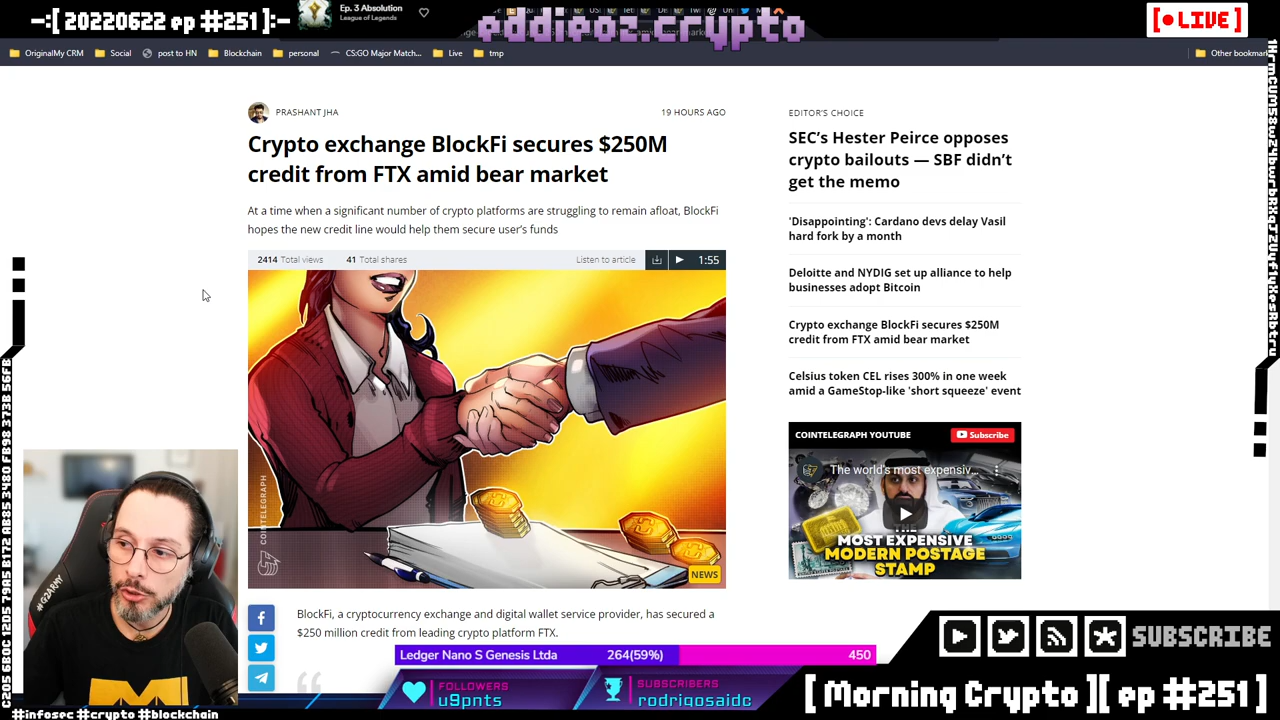 -:[ 20220622 ep #251 ]:-
Ep. 3 Absolution
League of Legends
eddieoz.crypto
[ • LIVE ]
OriginalMy CRM
Social
post to HN
Blockchain
personal
CS:GO Major Match...
Live
tmp
Other bookmar
PRASHANT JHA
19 HOURS AGO
Crypto exchange BlockFi secures $250M
credit from FTX amid bear market
At a time when a significant number of crypto platforms are struggling to remain afloat, BlockFi
hopes the new credit line would help them secure user's funds
2414 Total views
41 Total shares
Listen to article
1:55
COINTELEGRAPH
NEWS
BlockFi, a cryptocurrency exchange and digital wallet service provider, has secured a
$250 million credit from leading crypto platform FTX.
EDITOR'S CHOICE
SEC's Hester Peirce opposes
crypto bailouts — SBF didn't
get the memo
'Disappointing': Cardano devs delay Vasil
hard fork by a month
Deloitte and NYDIG set up alliance to help
businesses adopt Bitcoin
Crypto exchange BlockFi secures $250M
credit from FTX amid bear market
Celsius token CEL rises 300% in one week
amid a GameStop-like 'short squeeze' event
COINTELEGRAPH YOUTUBE
Subscribe
The world's most expensiv...
THE
MOST EXPENSIVE
MODERN POSTAGE
STAMP
#G2ARMY
Ledger Nano S Genesis Ltda
264(59%)
450
FOLLOWERS
u9pnts
SUBSCRIBERS
rodrigosaidc
SUBSCRIBE
[ Morning Crypto ][ ep #251 ]
#infosec #crypto #blockchain